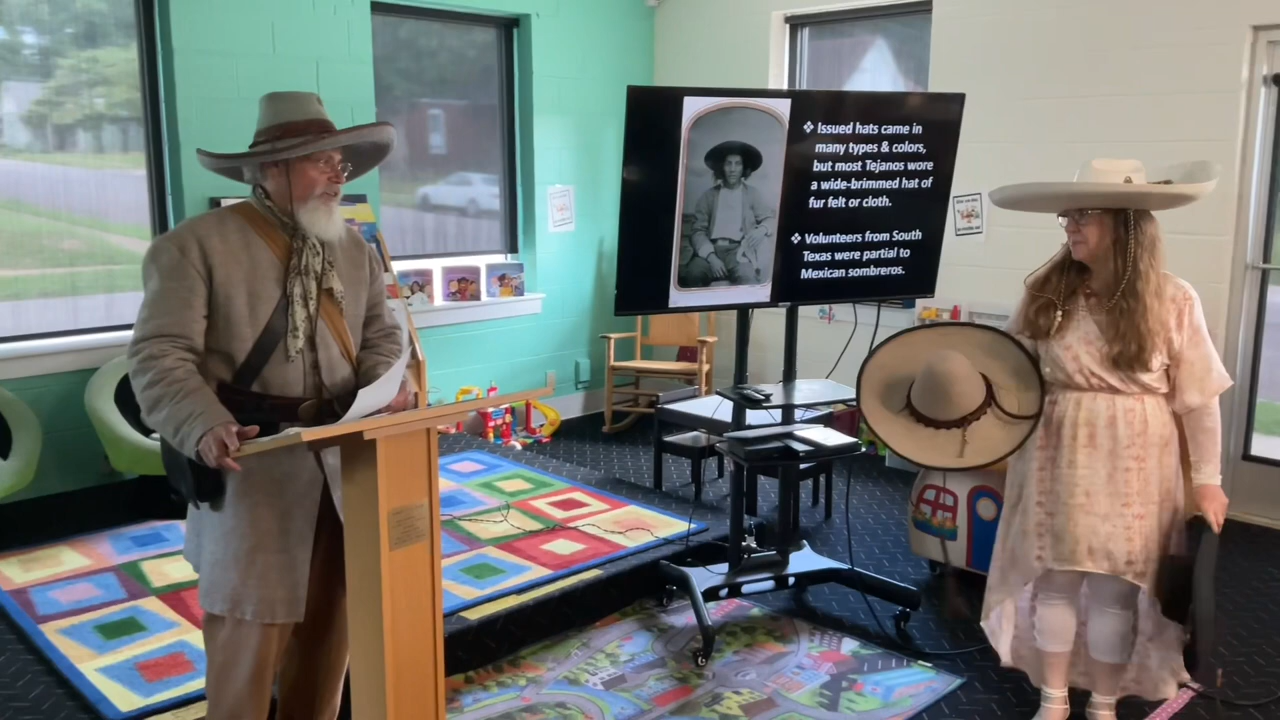 ❖ Issued hats came in
many types & colors,
but most Tejanos wore
a wide-brimmed hat of
fur felt or cloth.
❖ Volunteers from South
Texas were partial to
Mexican sombreros.